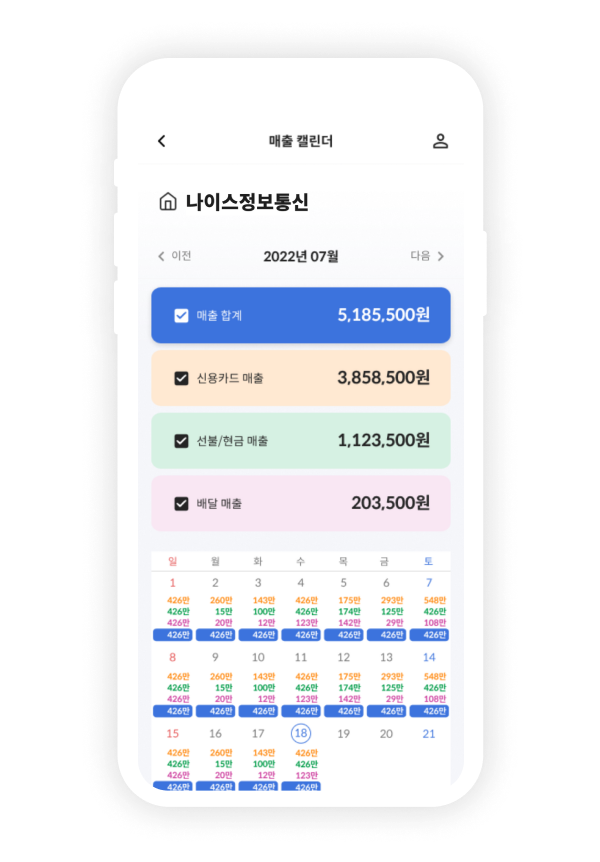 매출 캘린더
나이스정보통신
이전 2022년 07월 다음
매출 합계 5,185,500원
신용카드 매출 3,858,500원
선불/현금 매출 1,123,500원
배달 매출 203,500원
일 월 화 수 목 금 토
1 2 3 4 5 6 7
426만 260만 143만 426만 175만 293만 548만
426만 15만 100만 426만 174만 125만 426만
426만 20만 12만 123만 142만 29만 108만
426만 426만 426만 426만 426만 426만 426만
8 9 10 11 12 13 14
426만 260만 143만 426만 175만 293만 548만
426만 15만 100만 426만 174만 125만 426만
426만 20만 12만 123만 142만 29만 108만
426만 426만 426만 426만 426만 426만 426만
15 16 17 18 19 20 21
426만 260만 143만 426만
426만 15만 100만 426만
426만 20만 12만 123만
426만 426만 426만 426만